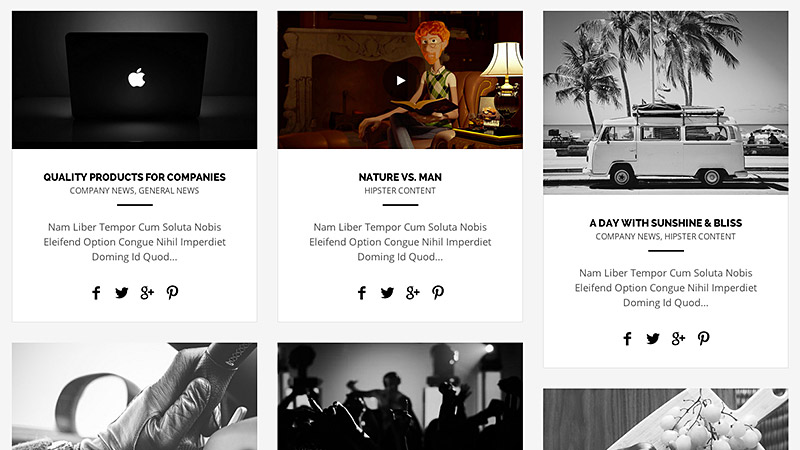 QUALITY PRODUCTS FOR COMPANIES
COMPANY NEWS, GENERAL NEWS
Nam Liber Tempor Cum Soluta Nobis
Eleifend Option Congue Nihil Imperdiet
Doming Id Quod...
NATURE VS. MAN
HIPSTER CONTENT
Nam Liber Tempor Cum Soluta Nobis
Eleifend Option Congue Nihil Imperdiet
Doming Id Quod...
A DAY WITH SUNSHINE & BLISS
COMPANY NEWS, HIPSTER CONTENT
Nam Liber Tempor Cum Soluta Nobis
Eleifend Option Congue Nihil Imperdiet
Doming Id Quod...